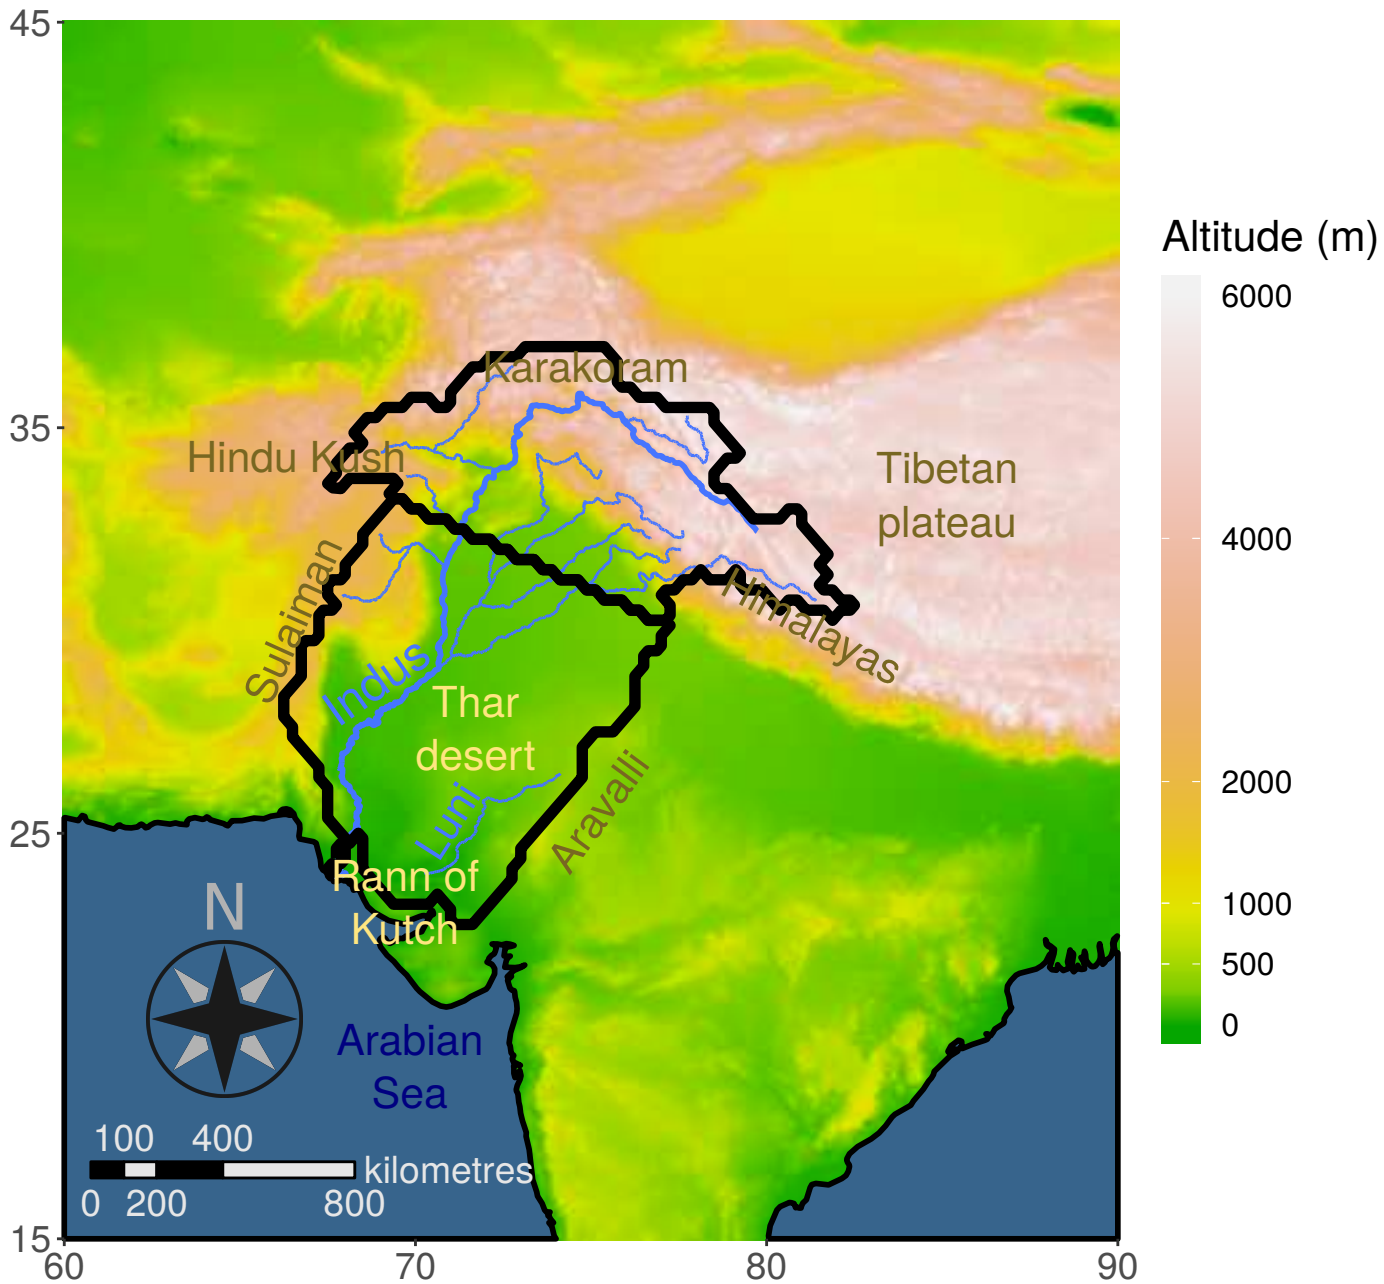 45
35
25
15
60
70
80
90
Altitude (m)
6000
4000
2000
1000
500
0
Karakoram
Hindu Kush
Tibetan
plateau
Sulaiman
Himalayas
Indus
Thar
desert
Luni
Aravalli
Rann of
Kutch
N
Arabian
Sea
100 400
kilometres
0 200 800